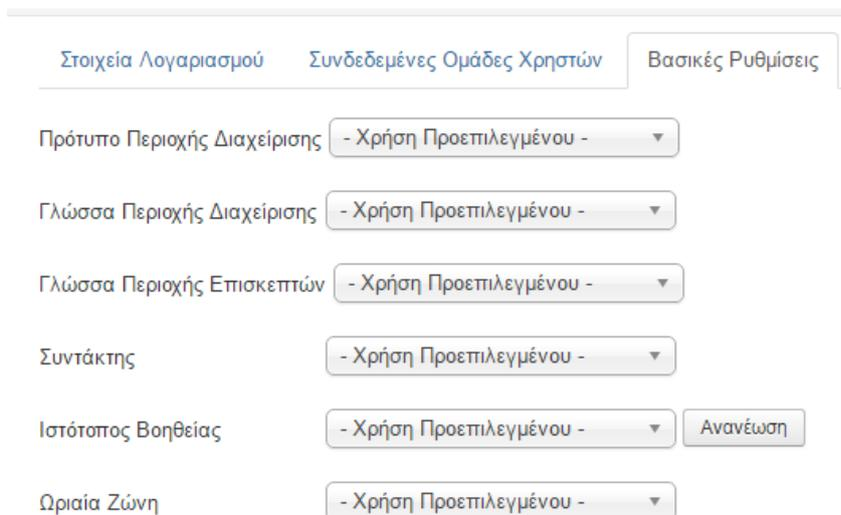 Στοιχεία Λογαριασμού Συνδεδεμένες Ομάδες Χρηστών Βασικές Ρυθμίσεις
Πρότυπο Περιοχής Διαχείρισης - Χρήση Προεπιλεγμένου -
Γλώσσα Περιοχής Διαχείρισης - Χρήση Προεπιλεγμένου -
Γλώσσα Περιοχής Επισκεπτών - Χρήση Προεπιλεγμένου -
Συντάκτης - Χρήση Προεπιλεγμένου -
Ιστότοπος Βοηθείας - Χρήση Προεπιλεγμένου - Ανανέωση
Ωριαία Ζώνη - Χρήση Προεπιλεγμένου -